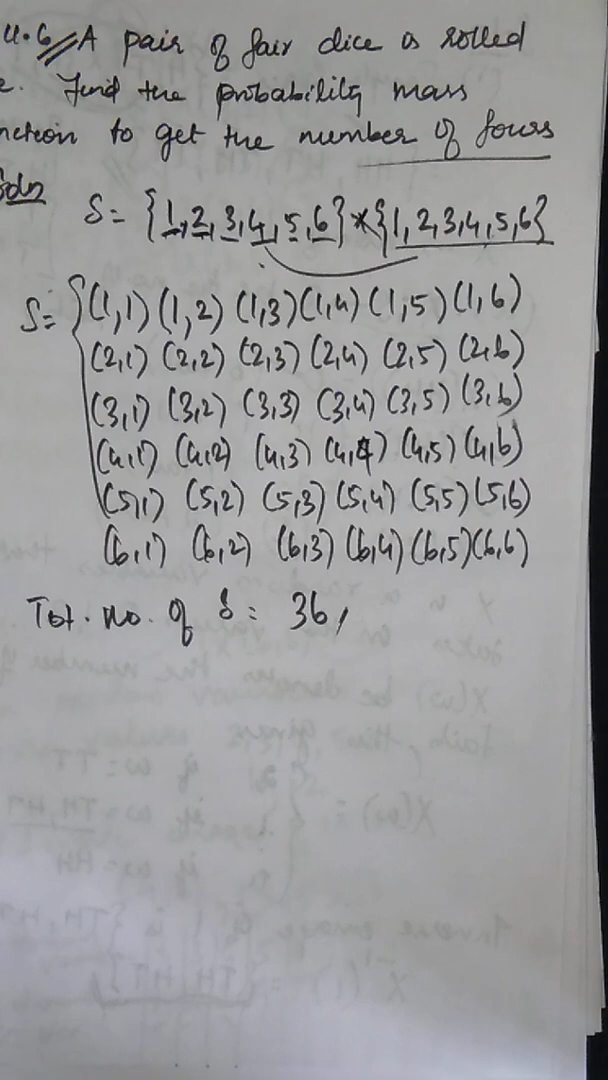 4.6 A pair of fair dice is rolled
e. Find the probability mass
nction to get the number of fours
Soln
S = {1,2,3,4,5,6}×{1,2,3,4,5,6}
S= {(1,1) (1,2) (1,3) (1,4) (1,5) (1,6)
(2,1) (2,2) (2,3) (2,4) (2,5) (2,6)
(3,1) (3,2) (3,3) (3,4) (3,5) (3,6)
(4,1) (4,2) (4,3) (4,4) (4,5) (4,6)
(5,1) (5,2) (5,3) (5,4) (5,5) (5,6)
(6,1) (6,2) (6,3) (6,4) (6,5) (6,6)
Tot. no. of S = 36,